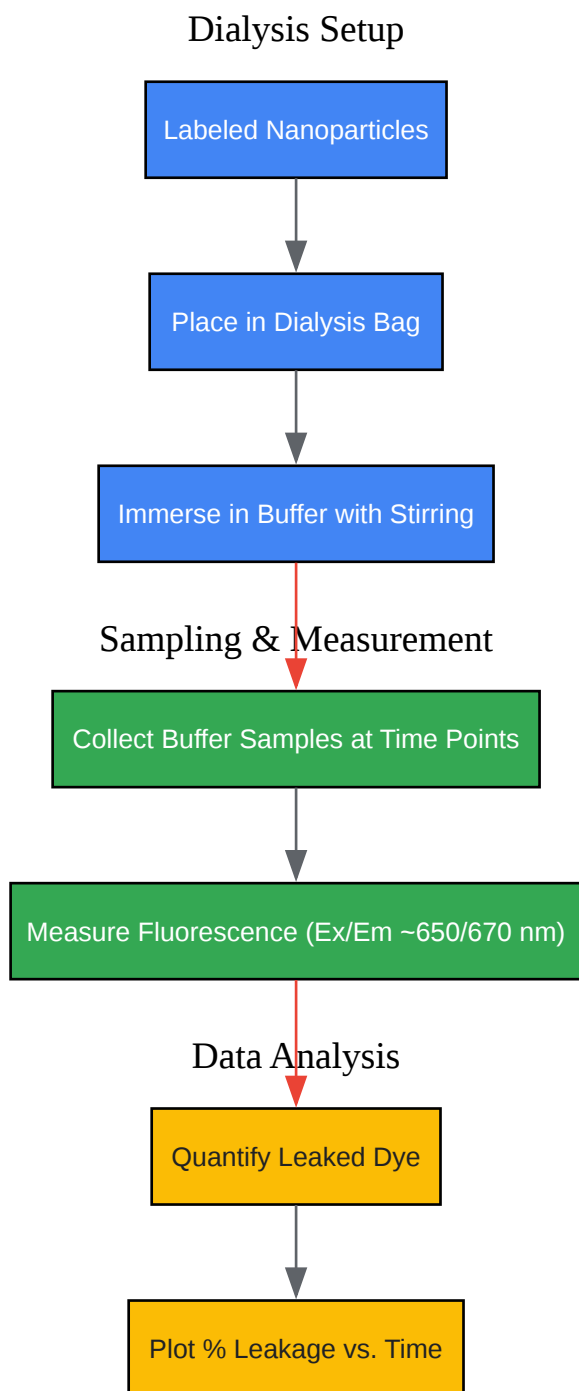 Dialysis Setup
Labeled Nanoparticles
Place in Dialysis Bag
Immerse in Buffer with Stirring
Sampling & Measurement
Collect Buffer Samples at Time Points
Measure Fluorescence (Ex/Em ~650/670 nm)
Data Analysis
Quantify Leaked Dye
Plot % Leakage vs. Time